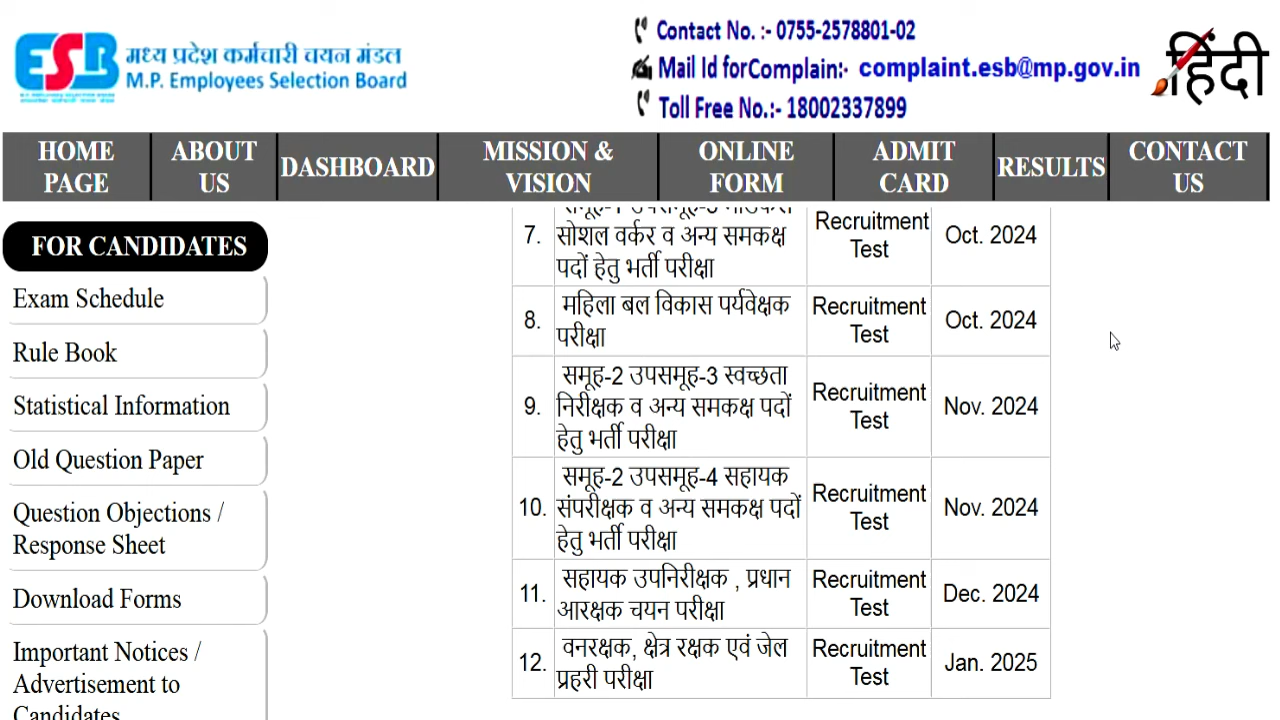 ESB
मध्य प्रदेश कर्मचारी चयन मंडल
M.P. Employees Selection Board
Contact No. :- 0755-2578801-02
Mail Id forComplain:- complaint.esb@mp.gov.in
Toll Free No.:- 18002337899
हिंदी
HOME PAGE
ABOUT US
DASHBOARD
MISSION & VISION
ONLINE FORM
ADMIT CARD
RESULTS
CONTACT US
FOR CANDIDATES
Exam Schedule
Rule Book
Statistical Information
Old Question Paper
Question Objections /
Response Sheet
Download Forms
Important Notices /
Advertisement to
Candidates
7.
सोशल वर्कर व अन्य समकक्ष
पदों हेतु भर्ती परीक्षा
Recruitment
Test
Oct. 2024
8.
महिला बल विकास पर्यवेक्षक
परीक्षा
Recruitment
Test
Oct. 2024
9.
समूह-2 उपसमूह-3 स्वच्छता
निरीक्षक व अन्य समकक्ष पदों
हेतु भर्ती परीक्षा
Recruitment
Test
Nov. 2024
10.
समूह-2 उपसमूह-4 सहायक
संपरीक्षक व अन्य समकक्ष पदों
हेतु भर्ती परीक्षा
Recruitment
Test
Nov. 2024
11.
सहायक उपनिरीक्षक , प्रधान
आरक्षक चयन परीक्षा
Recruitment
Test
Dec. 2024
12.
वनरक्षक, क्षेत्र रक्षक एवं जेल
प्रहरी परीक्षा
Recruitment
Test
Jan. 2025